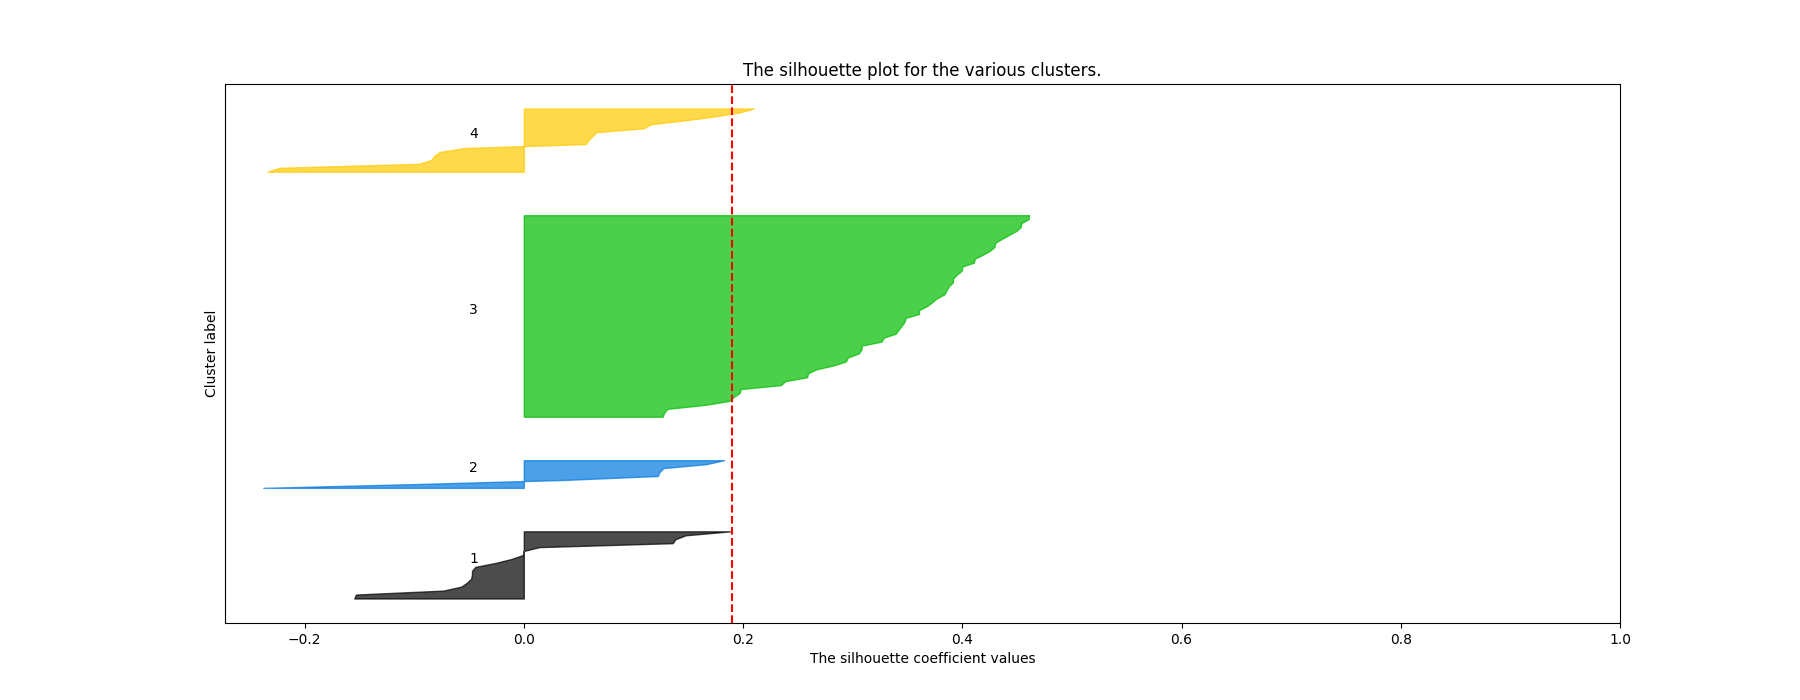 The silhouette plot for the various clusters.
4
3
2
1
Cluster label
−0.2 0.0 0.2 0.4 0.6 0.8 1.0
The silhouette coefficient values